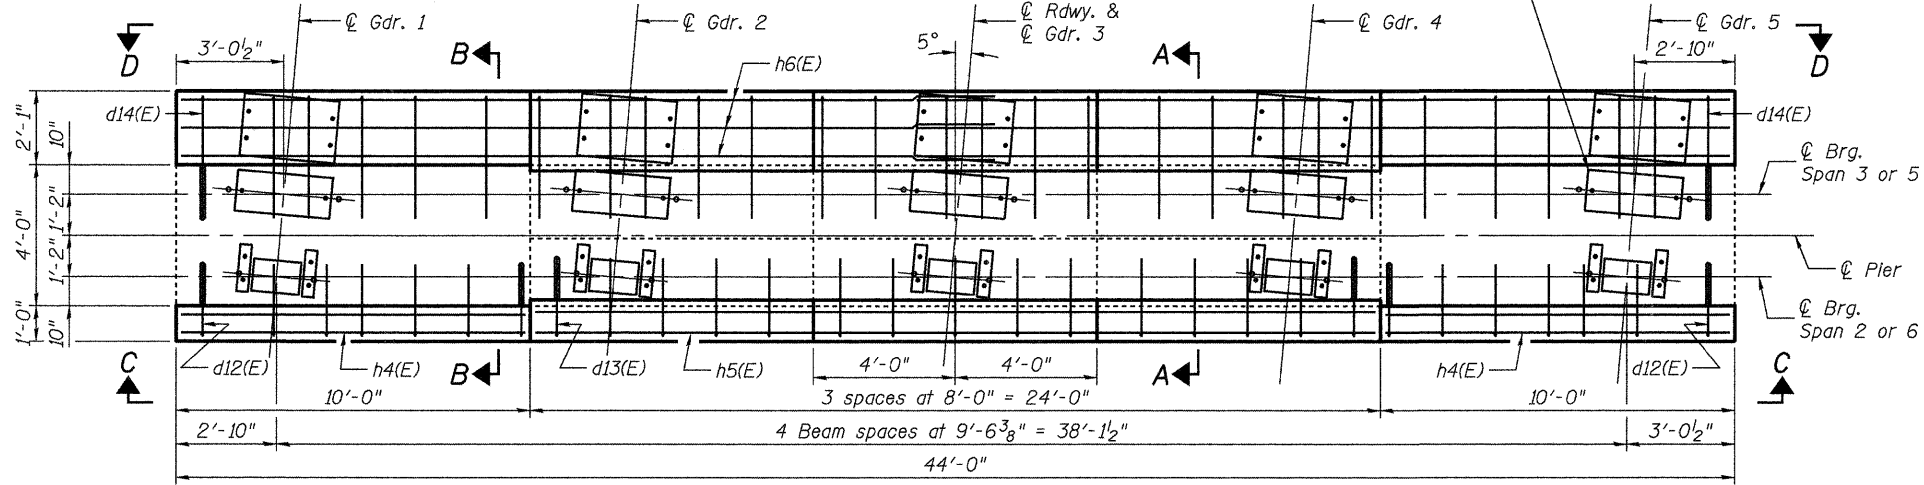 ℄ Gdr. 1
℄ Gdr. 2
℄ Rdwy. &
℄ Gdr. 3
℄ Gdr. 4
℄ Gdr. 5
D
3'-0½"
B
5°
A
2'-10"
D
h6(E)
d14(E)
d14(E)
2'-1"
10"
4'-0"
1'-2"
1'-2"
1'-0"
10"
℄ Brg.
Span 3 or 5
℄ Pier
℄ Brg.
Span 2 or 6
C
d12(E)
h4(E)
B
d13(E)
h5(E)
4'-0"
4'-0"
A
h4(E)
d12(E)
C
10'-0"
3 spaces at 8'-0" = 24'-0"
10'-0"
2'-10"
4 Beam spaces at 9'-6⅜" = 38'-1½"
3'-0½"
44'-0"